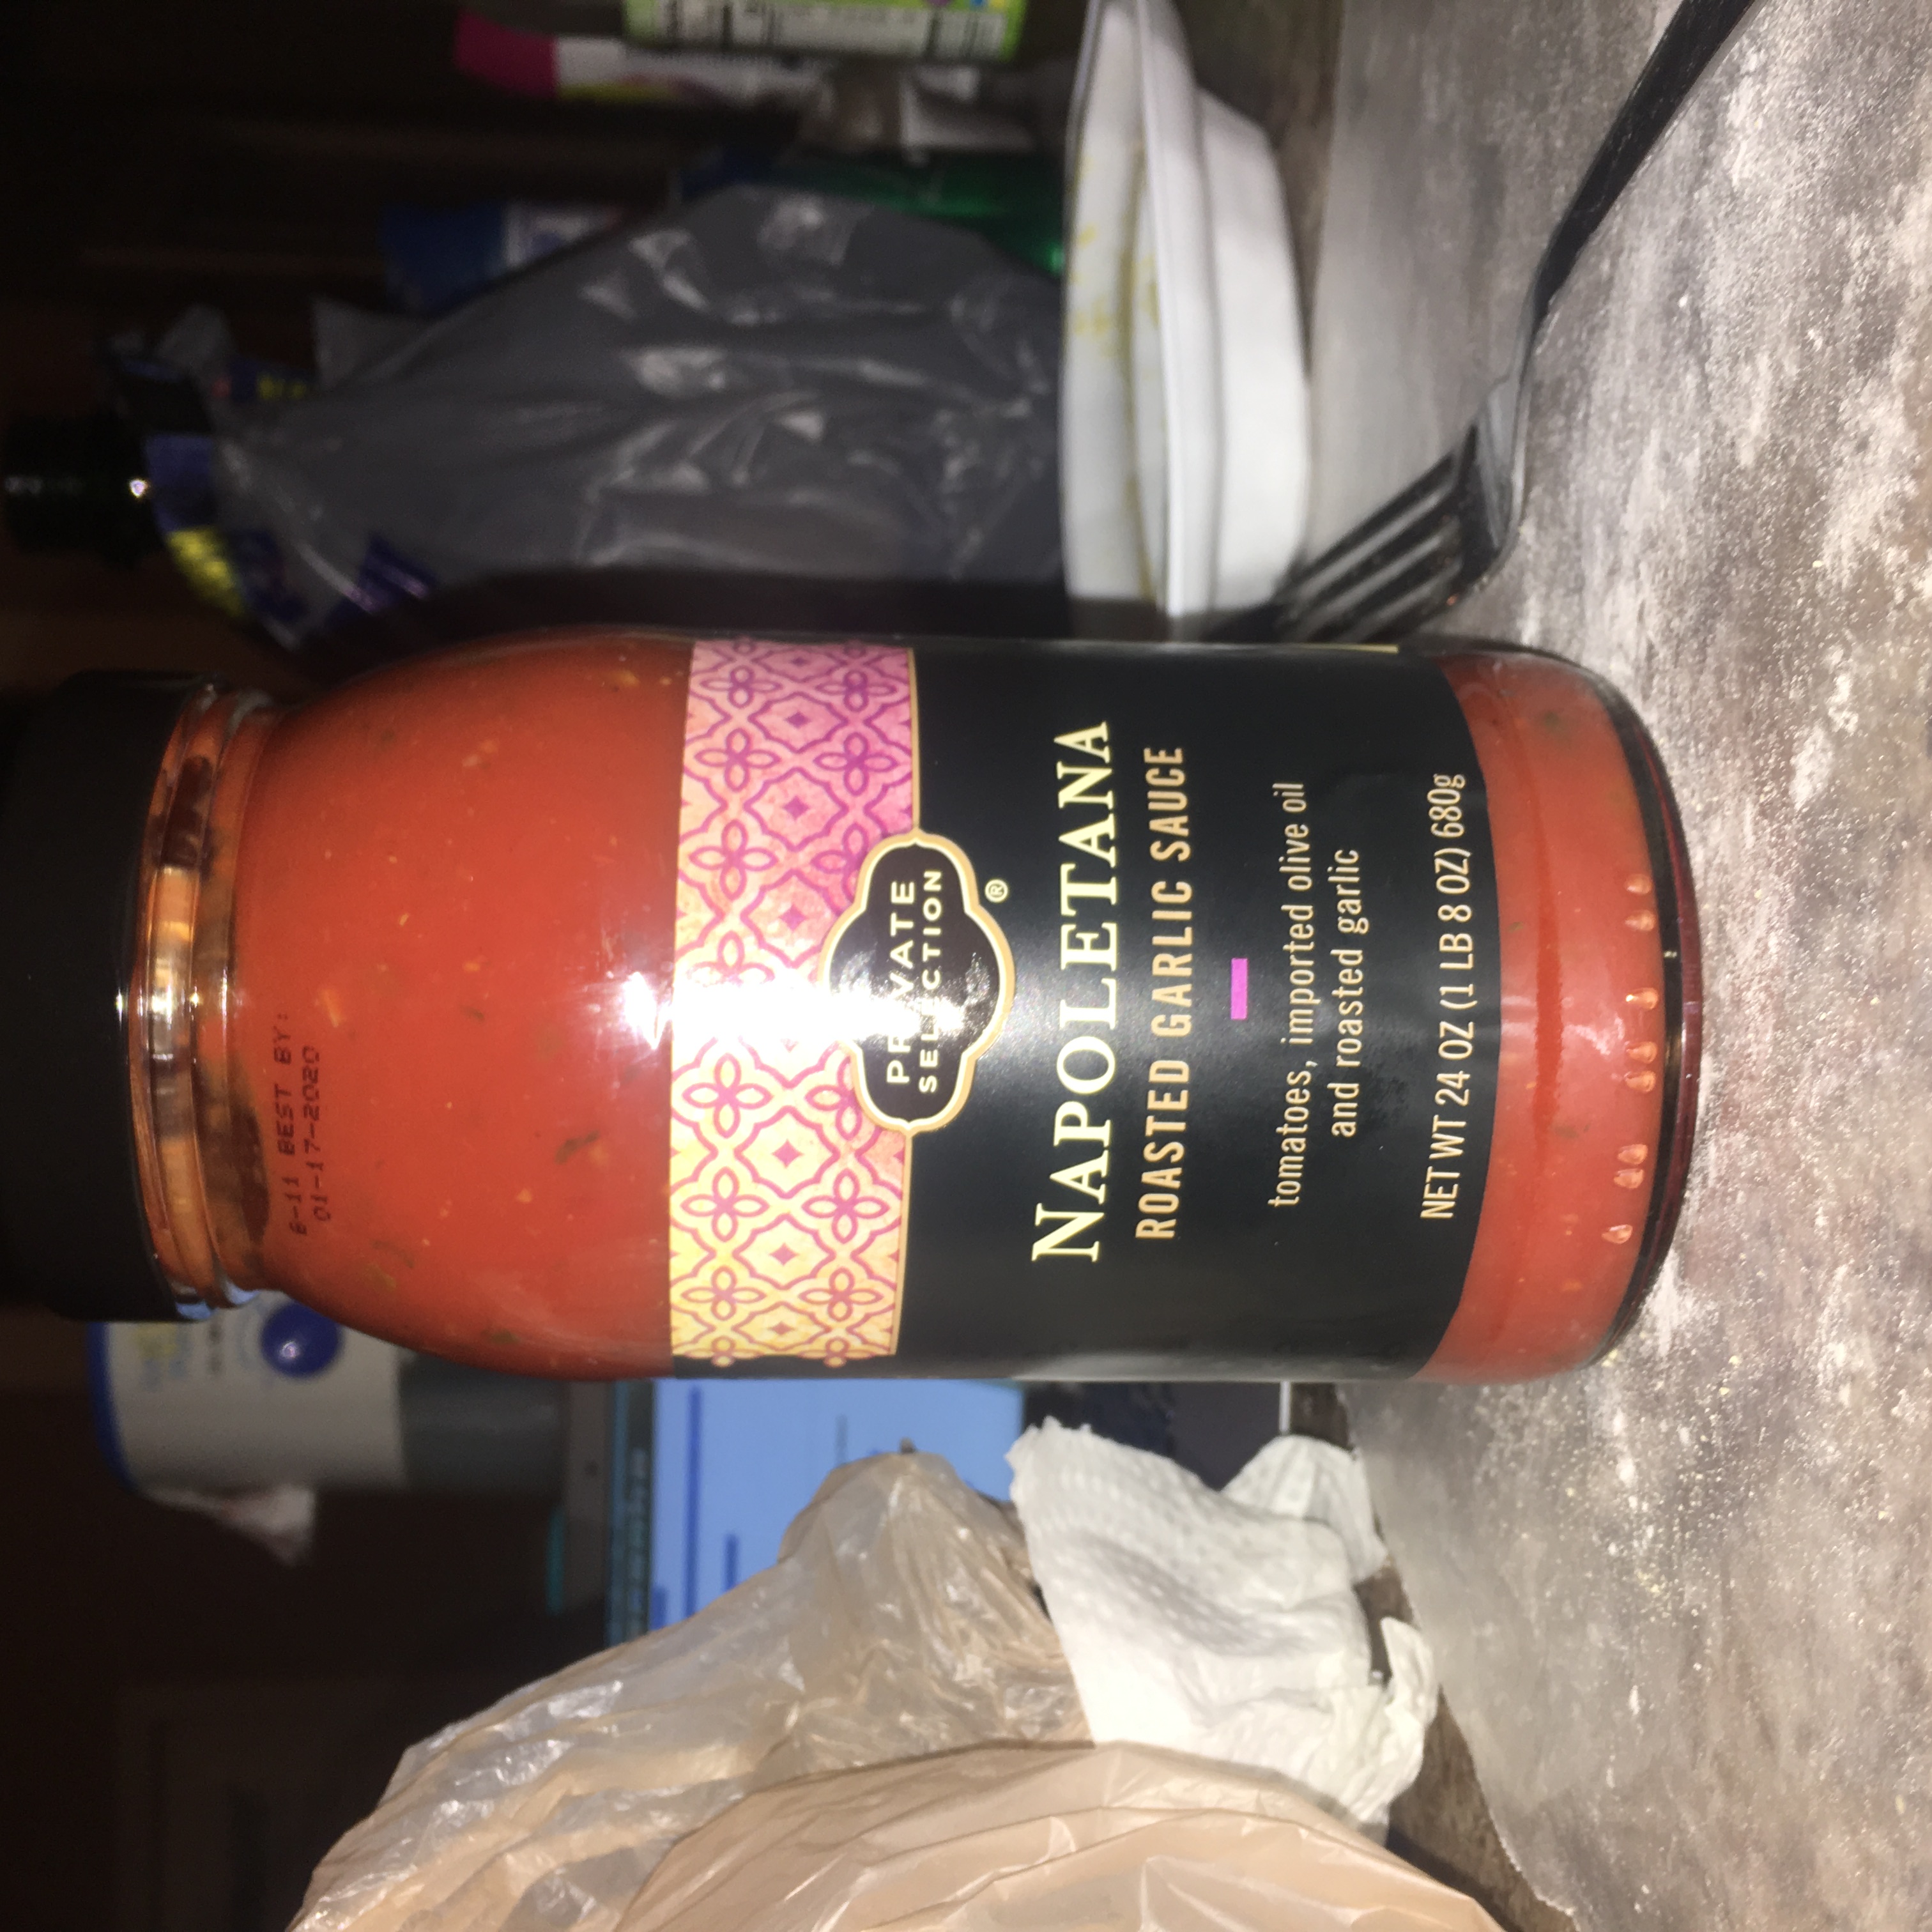 6-11 BEST BY:
01-17-2020
PRIVATE
SELECTION
®
NAPOLETANA
ROASTED GARLIC SAUCE
tomatoes, imported olive oil
and roasted garlic
NET WT 24 OZ (1 LB 8 OZ) 680g